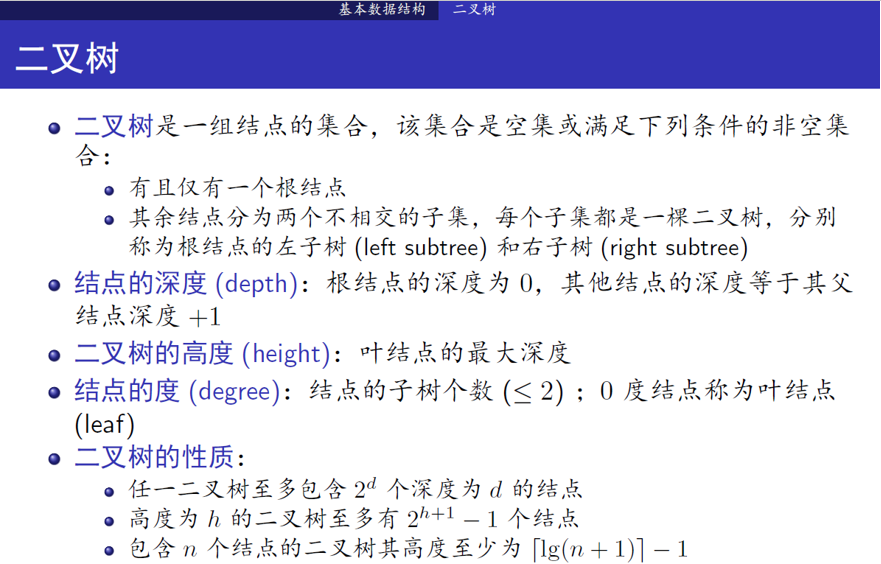 基本数据结构 二叉树
二叉树
二叉树是一组结点的集合，该集合是空集或满足下列条件的非空集
合：
有且仅有一个根结点
其余结点分为两个不相交的子集，每个子集都是一棵二叉树，分别
称为根结点的左子树 (left subtree) 和右子树 (right subtree)
结点的深度 (depth)：根结点的深度为 0，其他结点的深度等于其父
结点深度 +1
二叉树的高度 (height)：叶结点的最大深度
结点的度 (degree)：结点的子树个数 (≤ 2) ；0 度结点称为叶结点
(leaf)
二叉树的性质：
任一二叉树至多包含 2^d 个深度为 d 的结点
高度为 h 的二叉树至多有 2^{h+1} − 1 个结点
包含 n 个结点的二叉树其高度至少为 ⌈lg(n + 1)⌉ − 1